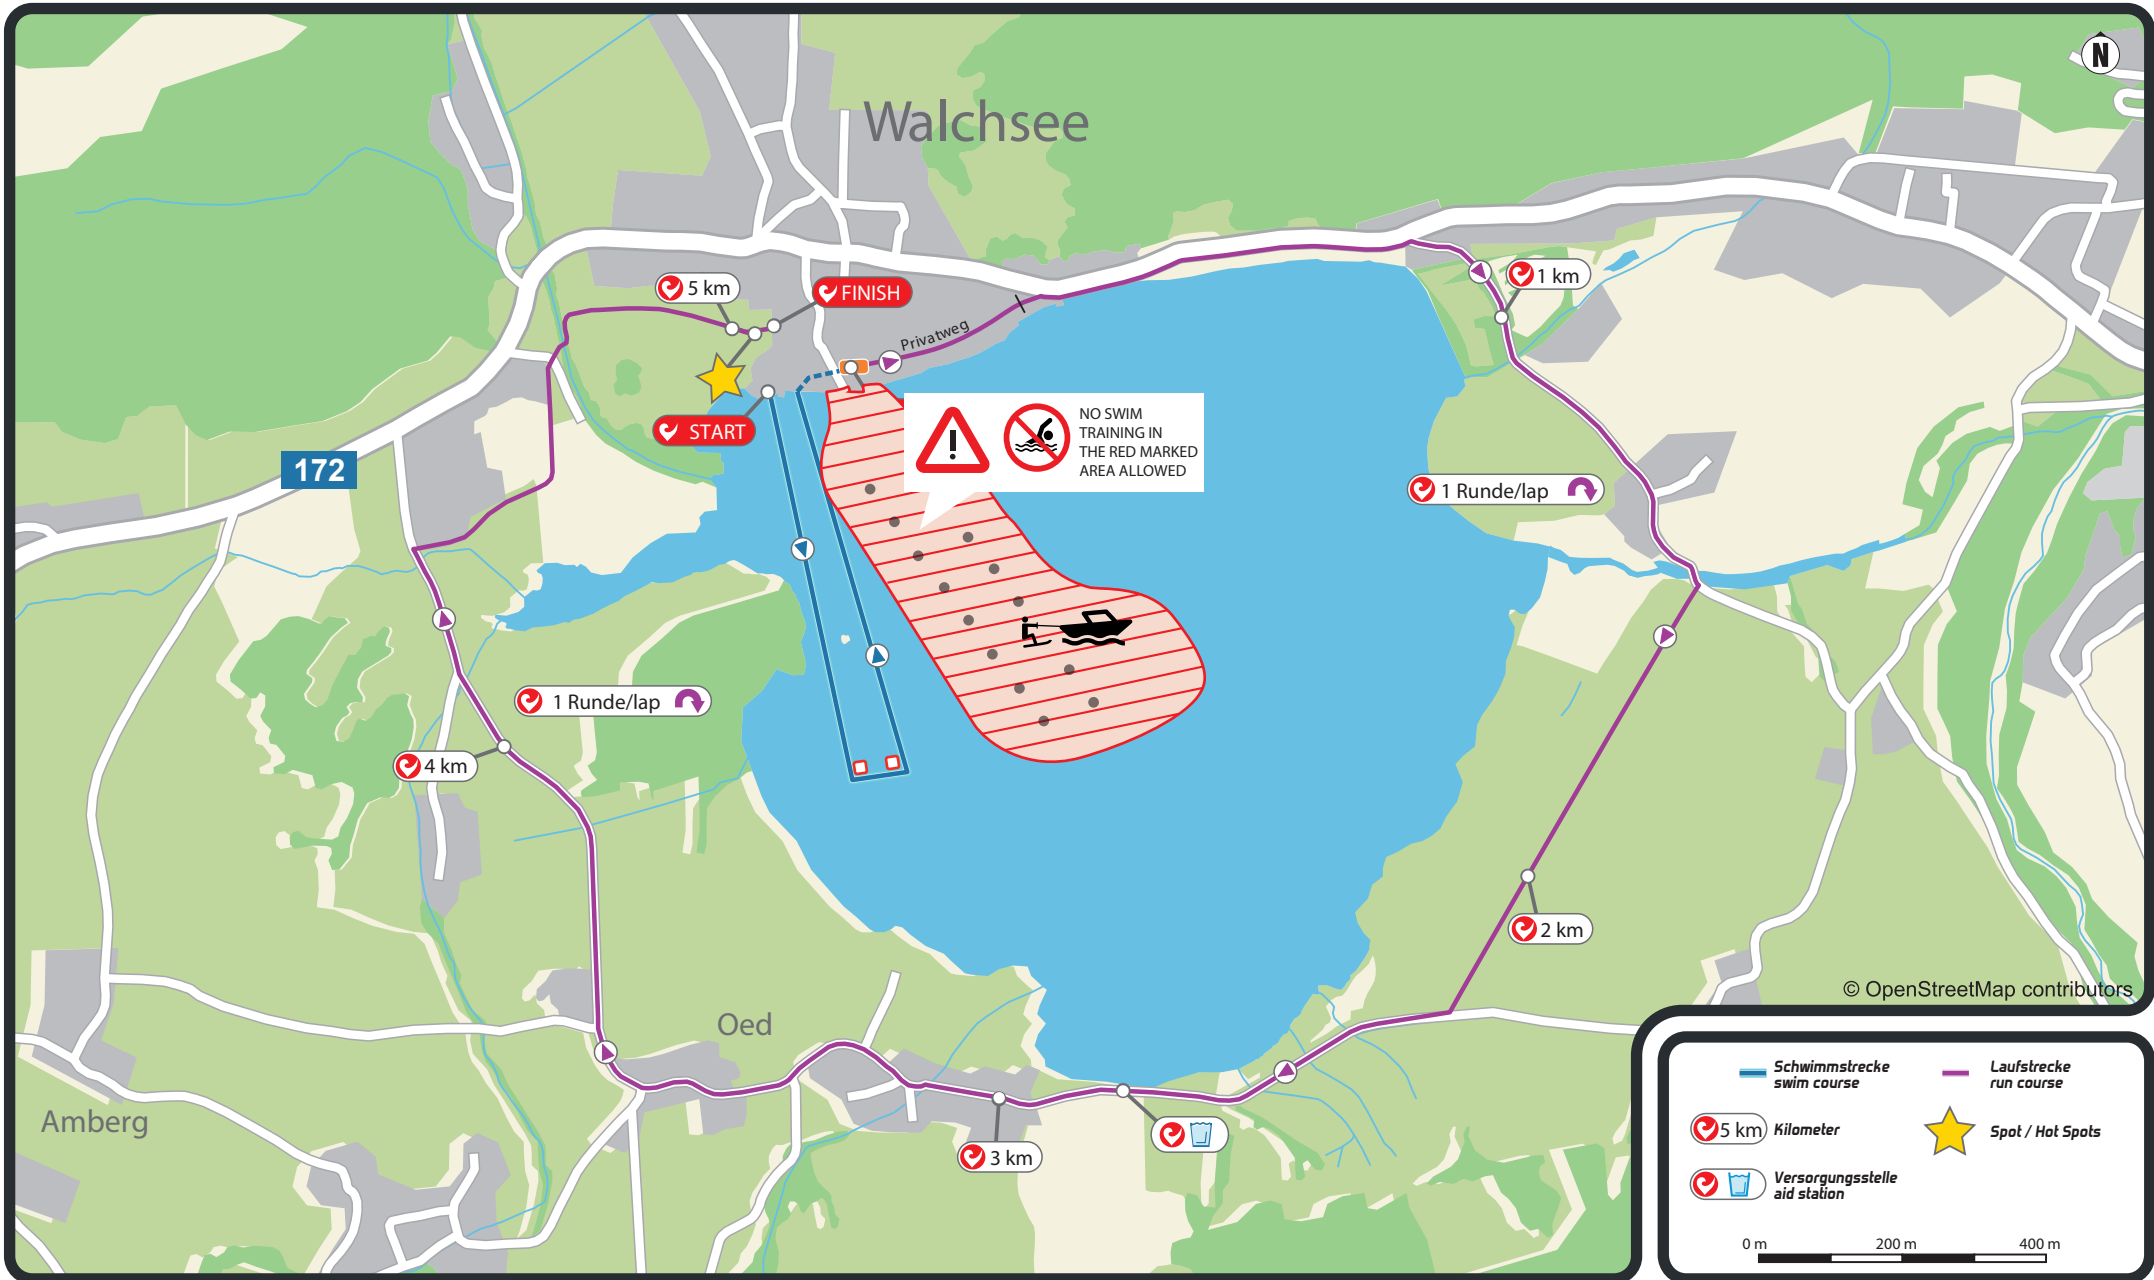 N
Walchsee
5 km
FINISH
1 km
Privatweg
START
NO SWIM
TRAINING IN
THE RED MARKED
AREA ALLOWED
172
1 Runde/lap
1 Runde/lap
4 km
2 km
© OpenStreetMap contributors
Oed
Amberg
3 km
Schwimmstrecke
swim course
Laufstrecke
run course
5 km
Kilometer
Spot / Hot Spots
Versorgungsstelle
aid station
0 m
200 m
400 m